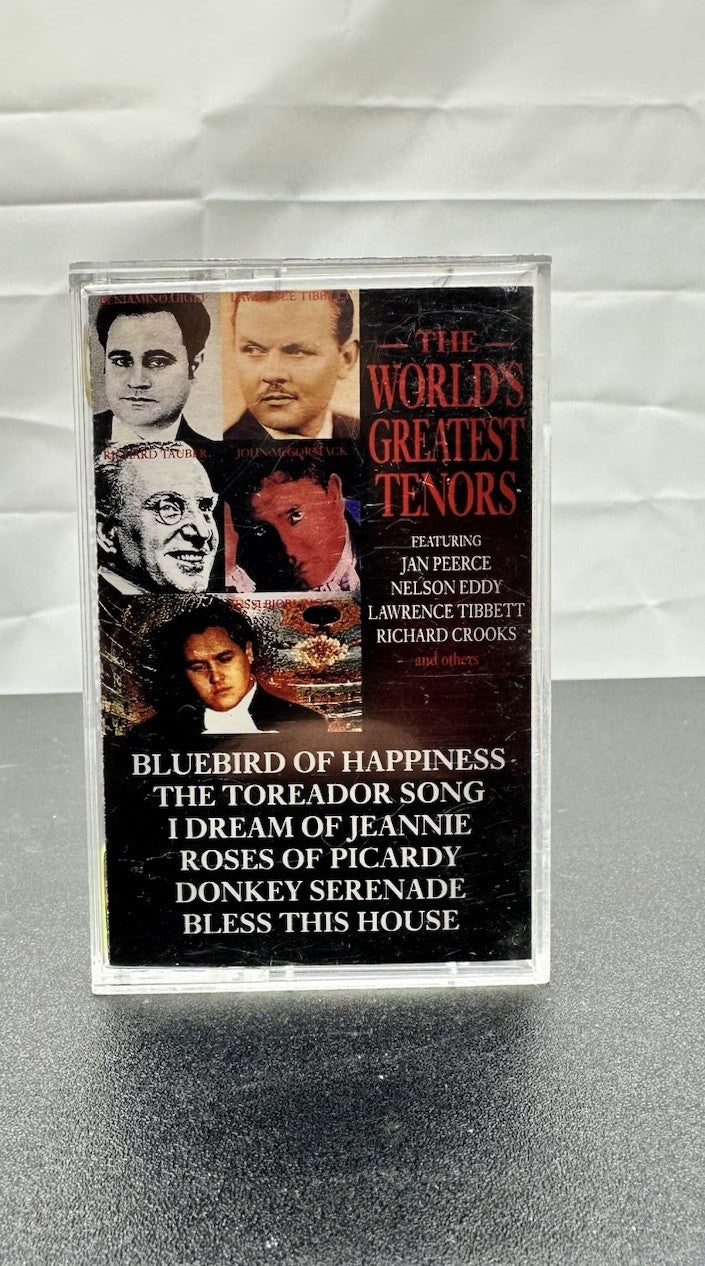 BENIAMINO GIGLI
LAWRENCE TIBBETT
RICHARD TAUBER
JOHN McCORMACK
— THE —
WORLD'S
GREATEST
TENORS
FEATURING
JAN PEERCE
NELSON EDDY
LAWRENCE TIBBETT
RICHARD CROOKS
and others
BLUEBIRD OF HAPPINESS
THE TOREADOR SONG
I DREAM OF JEANNIE
ROSES OF PICARDY
DONKEY SERENADE
BLESS THIS HOUSE